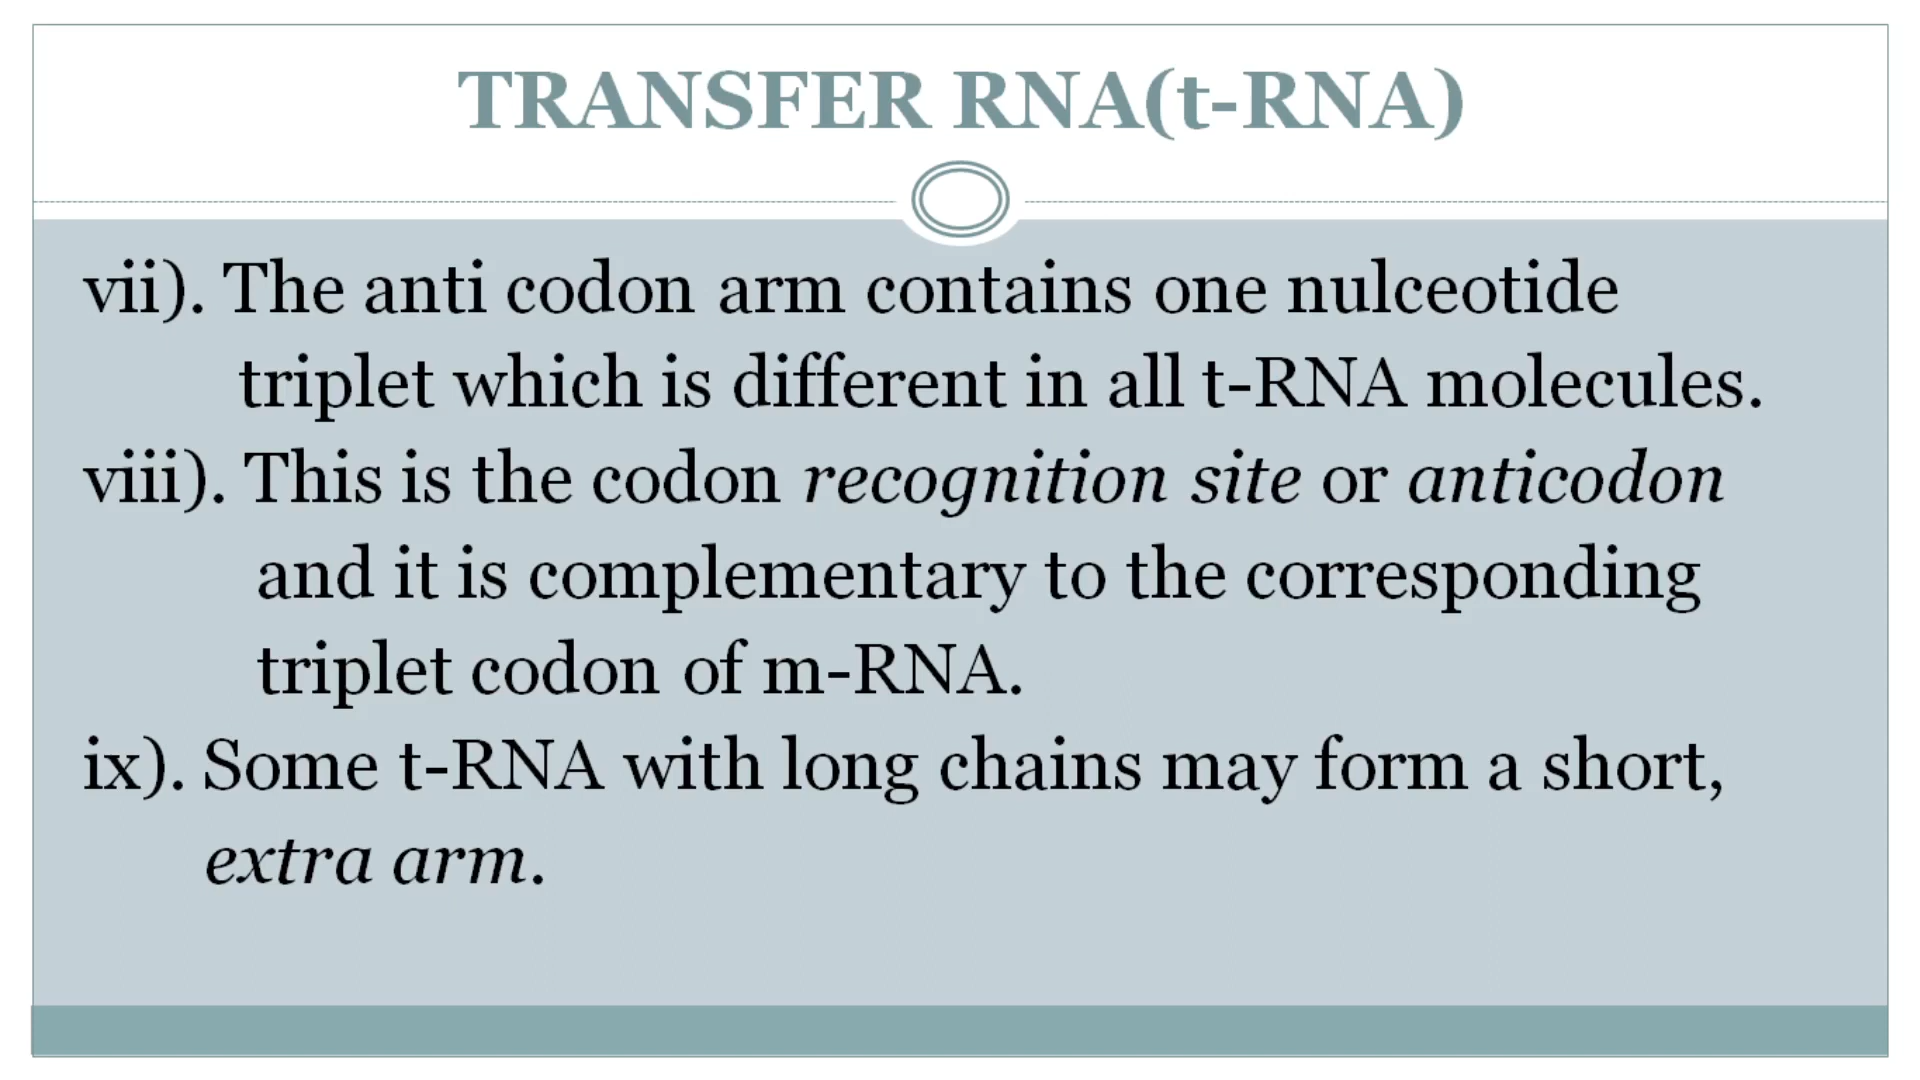 TRANSFER RNA(t-RNA)
vii). The anti codon arm contains one nulceotide
triplet which is different in all t-RNA molecules.
viii). This is the codon recognition site or anticodon
and it is complementary to the corresponding
triplet codon of m-RNA.
ix). Some t-RNA with long chains may form a short,
extra arm.